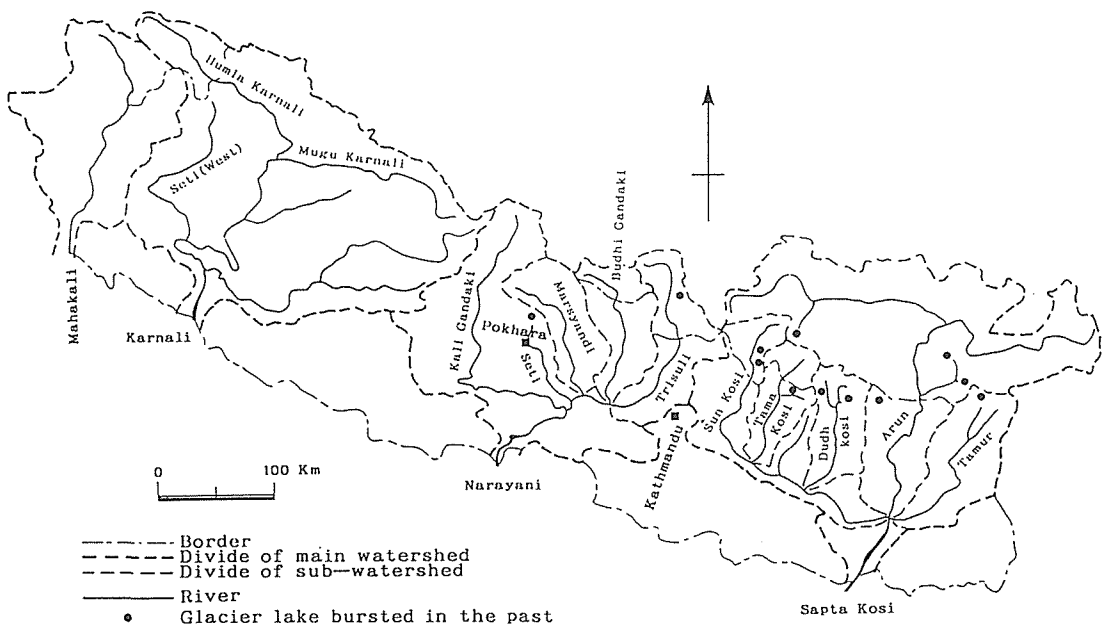 Humla Karnali
Mugu Karnali
Seti(West)
Mahakali
Karnali
Kali Gandaki
Pokhara
Seti
Marsyandi
Budhi Gandaki
Trisuli
Narayani
Kathmandu
Sun Kosi
Tama
Kosi
Dudh
kosi
Arun
Tamur
Sapta Kosi
0 100 Km
Border
Divide of main watershed
Divide of sub-watershed
River
Glacier lake bursted in the past